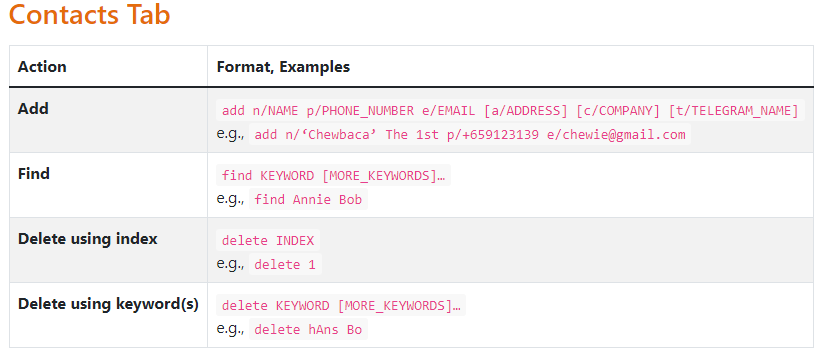 Contacts Tab
Action Format, Examples
Add add n/NAME p/PHONE_NUMBER e/EMAIL [a/ADDRESS] [c/COMPANY] [t/TELEGRAM_NAME]
e.g., add n/‘Chewbaca’ The 1st p/+659123139 e/chewie@gmail.com
Find find KEYWORD [MORE_KEYWORDS]…
e.g., find Annie Bob
Delete using index delete INDEX
e.g., delete 1
Delete using keyword(s) delete KEYWORD [MORE_KEYWORDS]…
e.g., delete hAns Bo